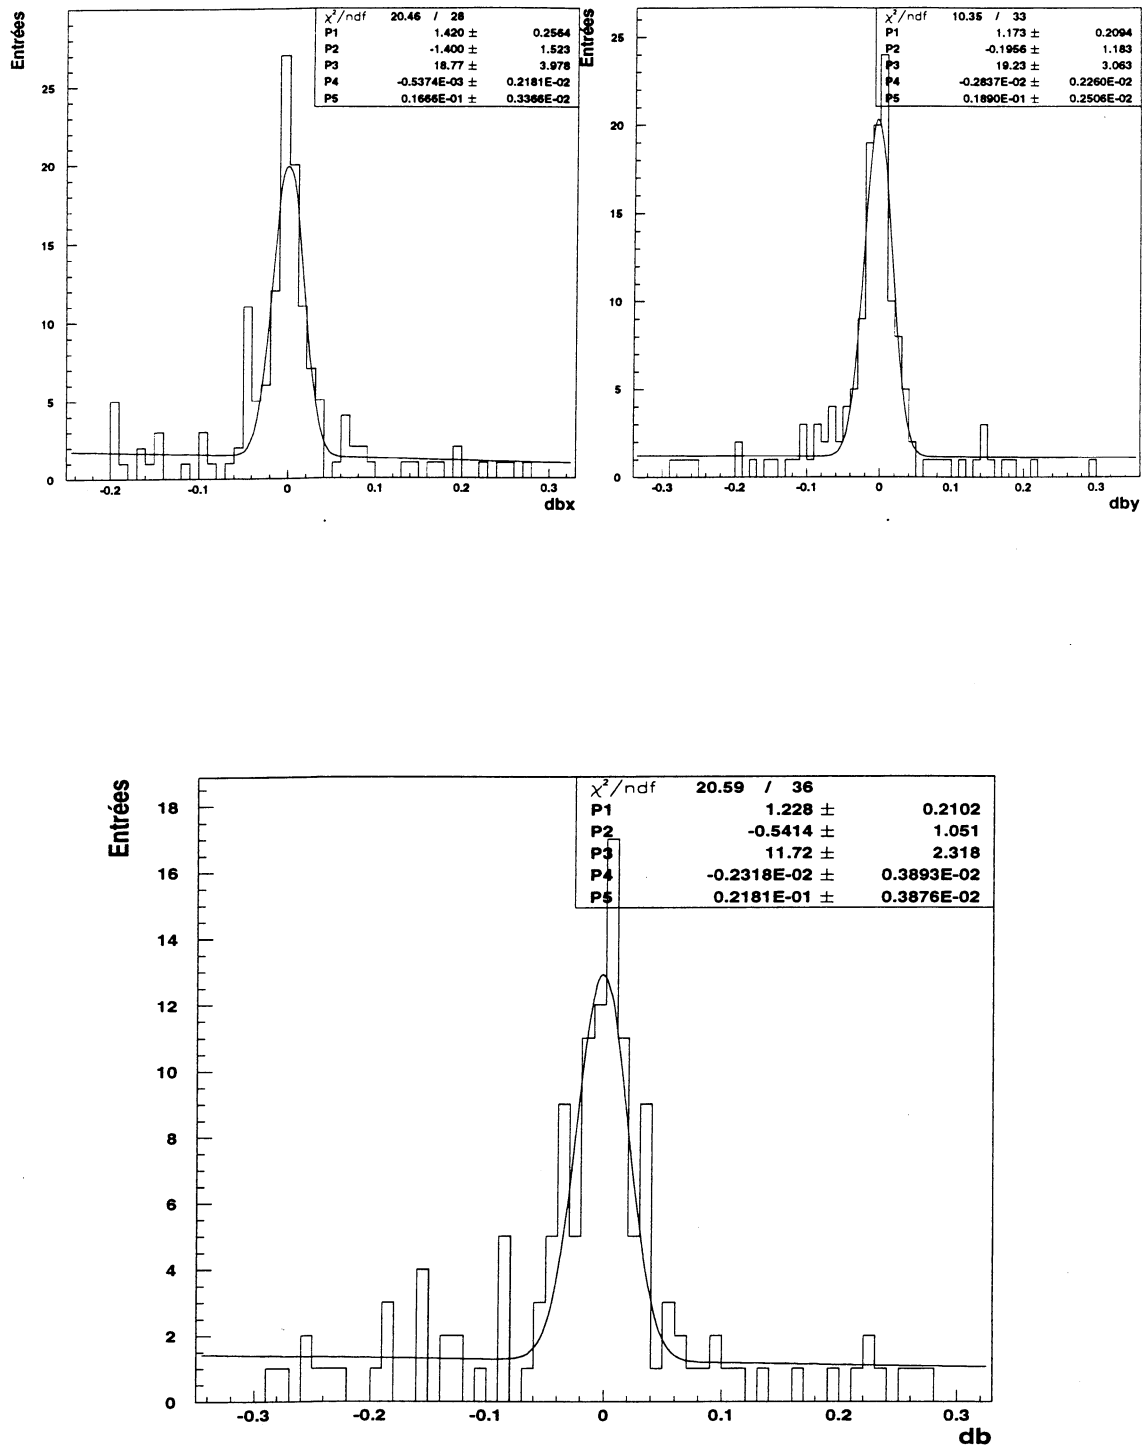 Entrées
χ²/ndf 20.46 / 28
P1 1.420 ± 0.2564
P2 -1.400 ± 1.523
P3 18.77 ± 3.978
P4 -0.5374E-03 ± 0.2181E-02
P5 0.1666E-01 ± 0.3366E-02
25
20
15
10
5
0
-0.2 -0.1 0 0.1 0.2 0.3
dbx
Entrées
χ²/ndf 10.35 / 33
P1 1.173 ± 0.2094
P2 -0.1956 ± 1.183
P3 19.23 ± 3.063
P4 -0.2837E-02 ± 0.2260E-02
P5 0.1890E-01 ± 0.2506E-02
25
20
15
10
5
0
-0.3 -0.2 -0.1 0 0.1 0.2 0.3
dby
Entrées
χ²/ndf 20.59 / 36
P1 1.228 ± 0.2102
P2 -0.5414 ± 1.051
P3 11.72 ± 2.318
P4 -0.2318E-02 ± 0.3893E-02
P5 0.2181E-01 ± 0.3876E-02
18
16
14
12
10
8
6
4
2
0
-0.3 -0.2 -0.1 0 0.1 0.2 0.3
db